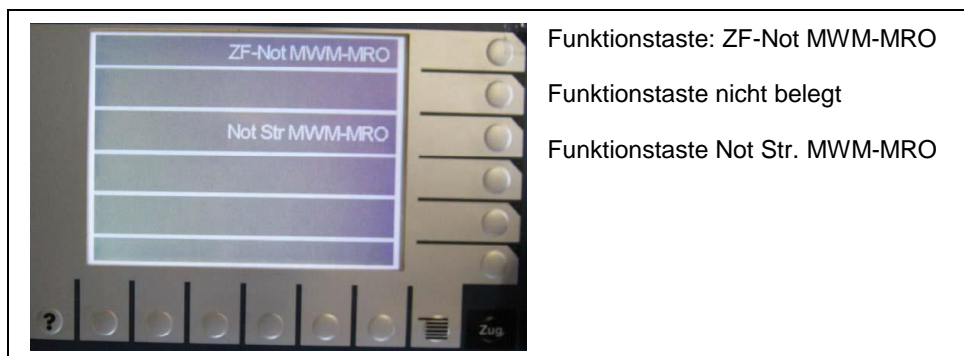 ZF-Not MWM-MRO
Not Str MWM-MRO
?
Zug
Funktionstaste: ZF-Not MWM-MRO
Funktionstaste nicht belegt
Funktionstaste Not Str. MWM-MRO